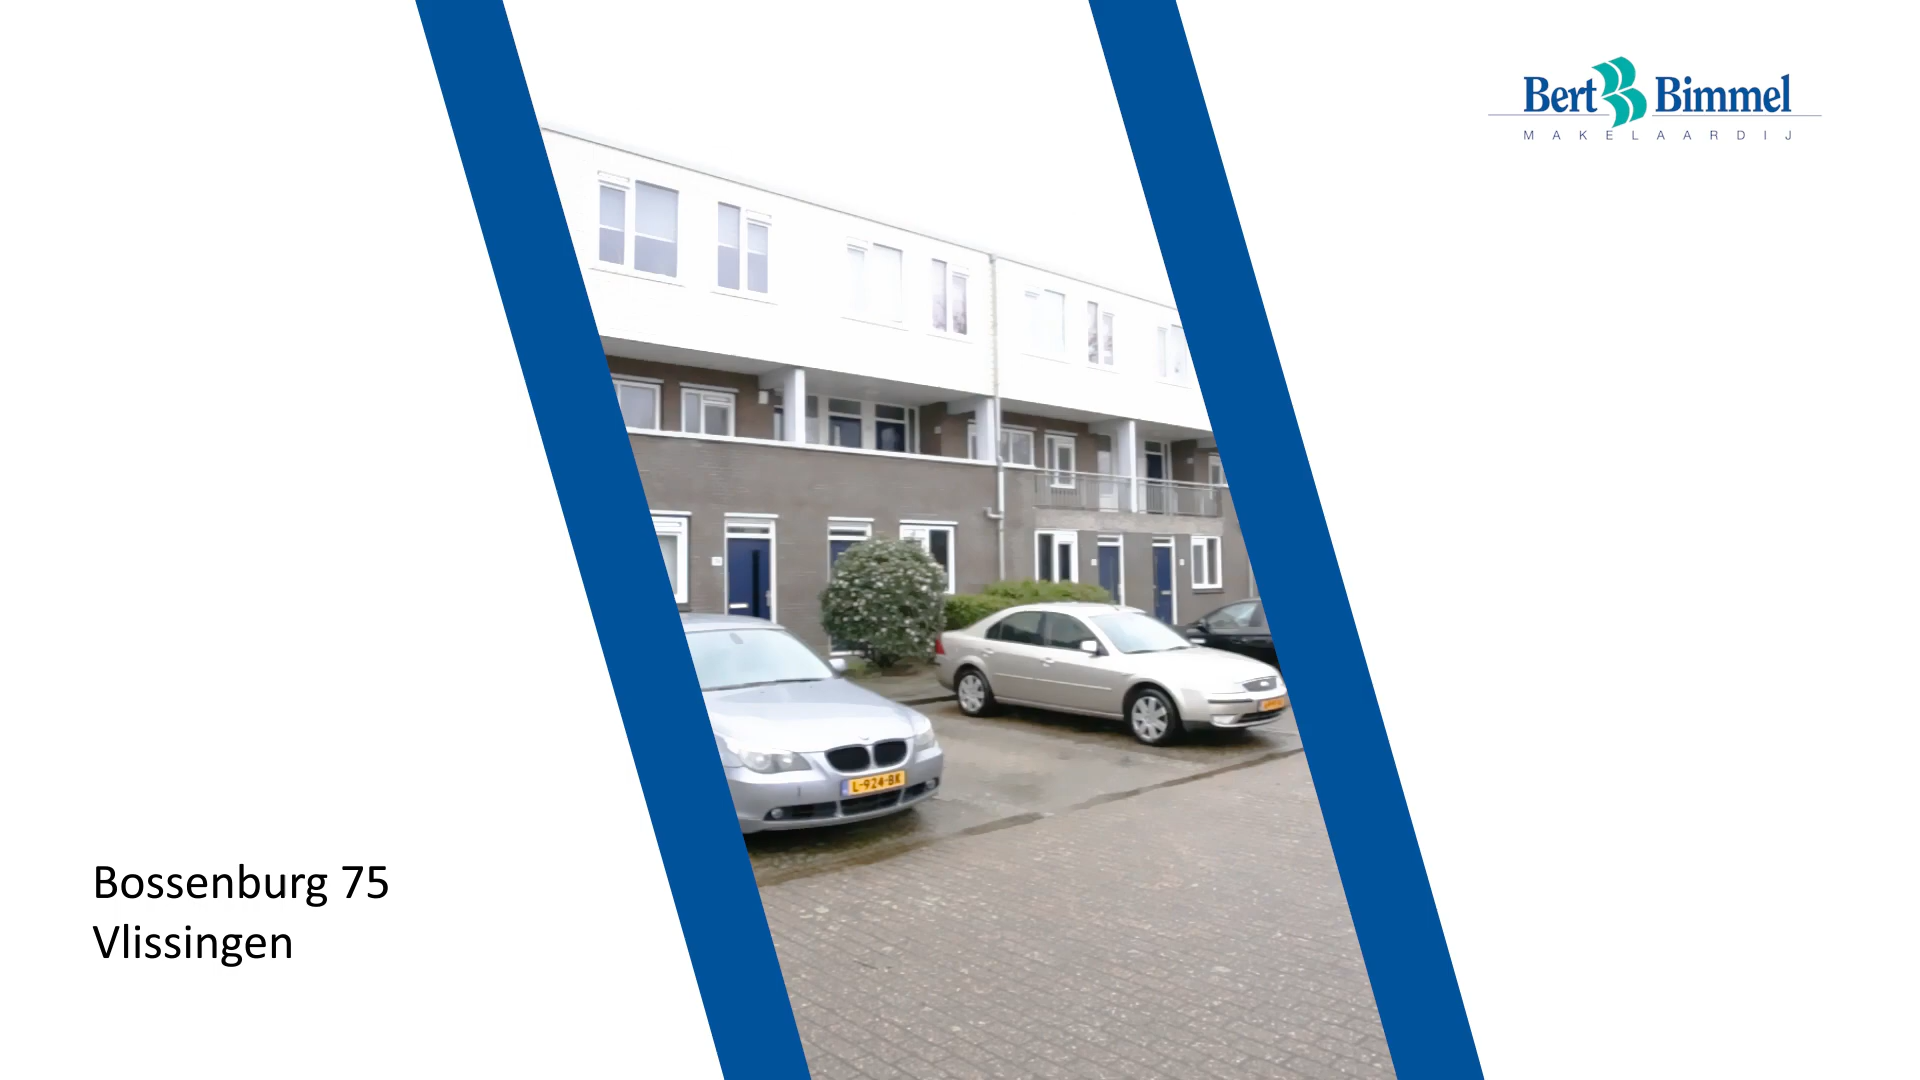 Bert Bimmel
MAKELAARDIJ
L-924-BK
Bossenburg 75
Vlissingen